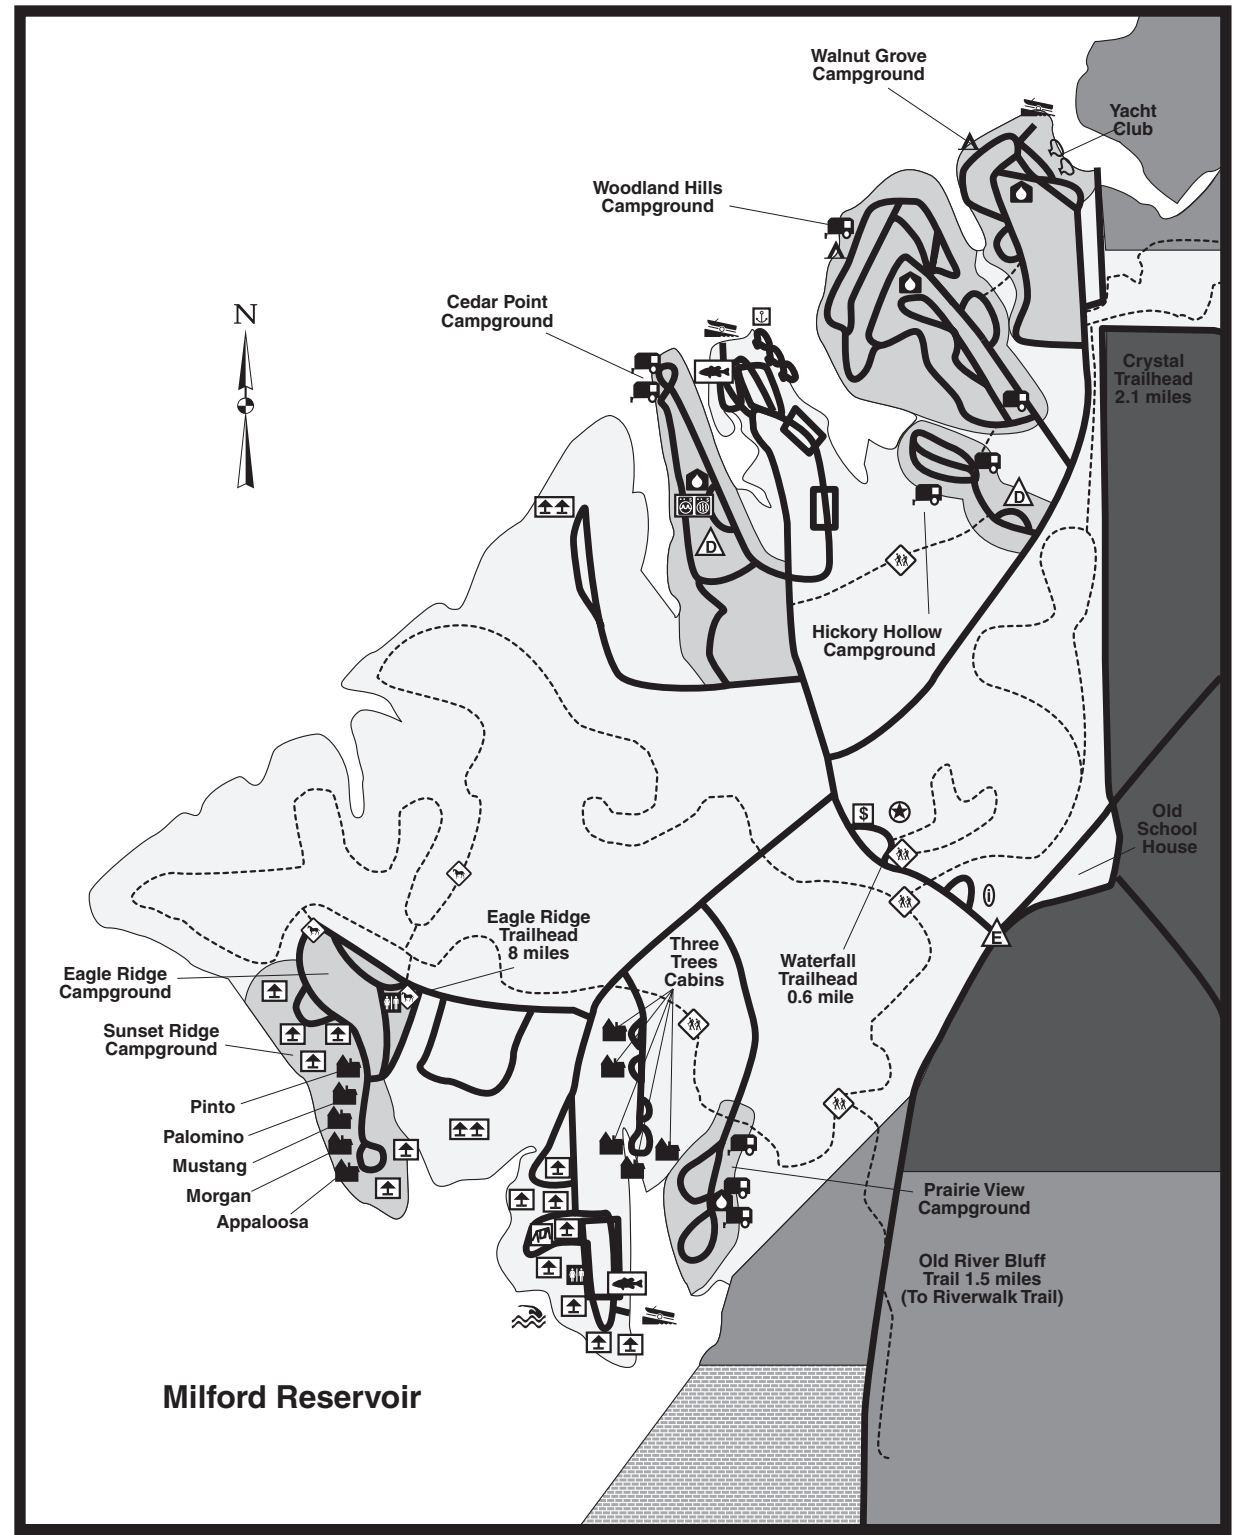 Walnut Grove
Campground
Yacht
Club
Woodland Hills
Campground
Cedar Point
Campground
N
Crystal
Trailhead
2.1 miles
D
D
Hickory Hollow
Campground
$
Old
School
House
i
E
Eagle Ridge
Trailhead
8 miles
Three
Trees
Cabins
Waterfall
Trailhead
0.6 mile
Eagle Ridge
Campground
Sunset Ridge
Campground
Pinto
Palomino
Mustang
Morgan
Appaloosa
Prairie View
Campground
Old River Bluff
Trail 1.5 miles
(To Riverwalk Trail)
Milford Reservoir